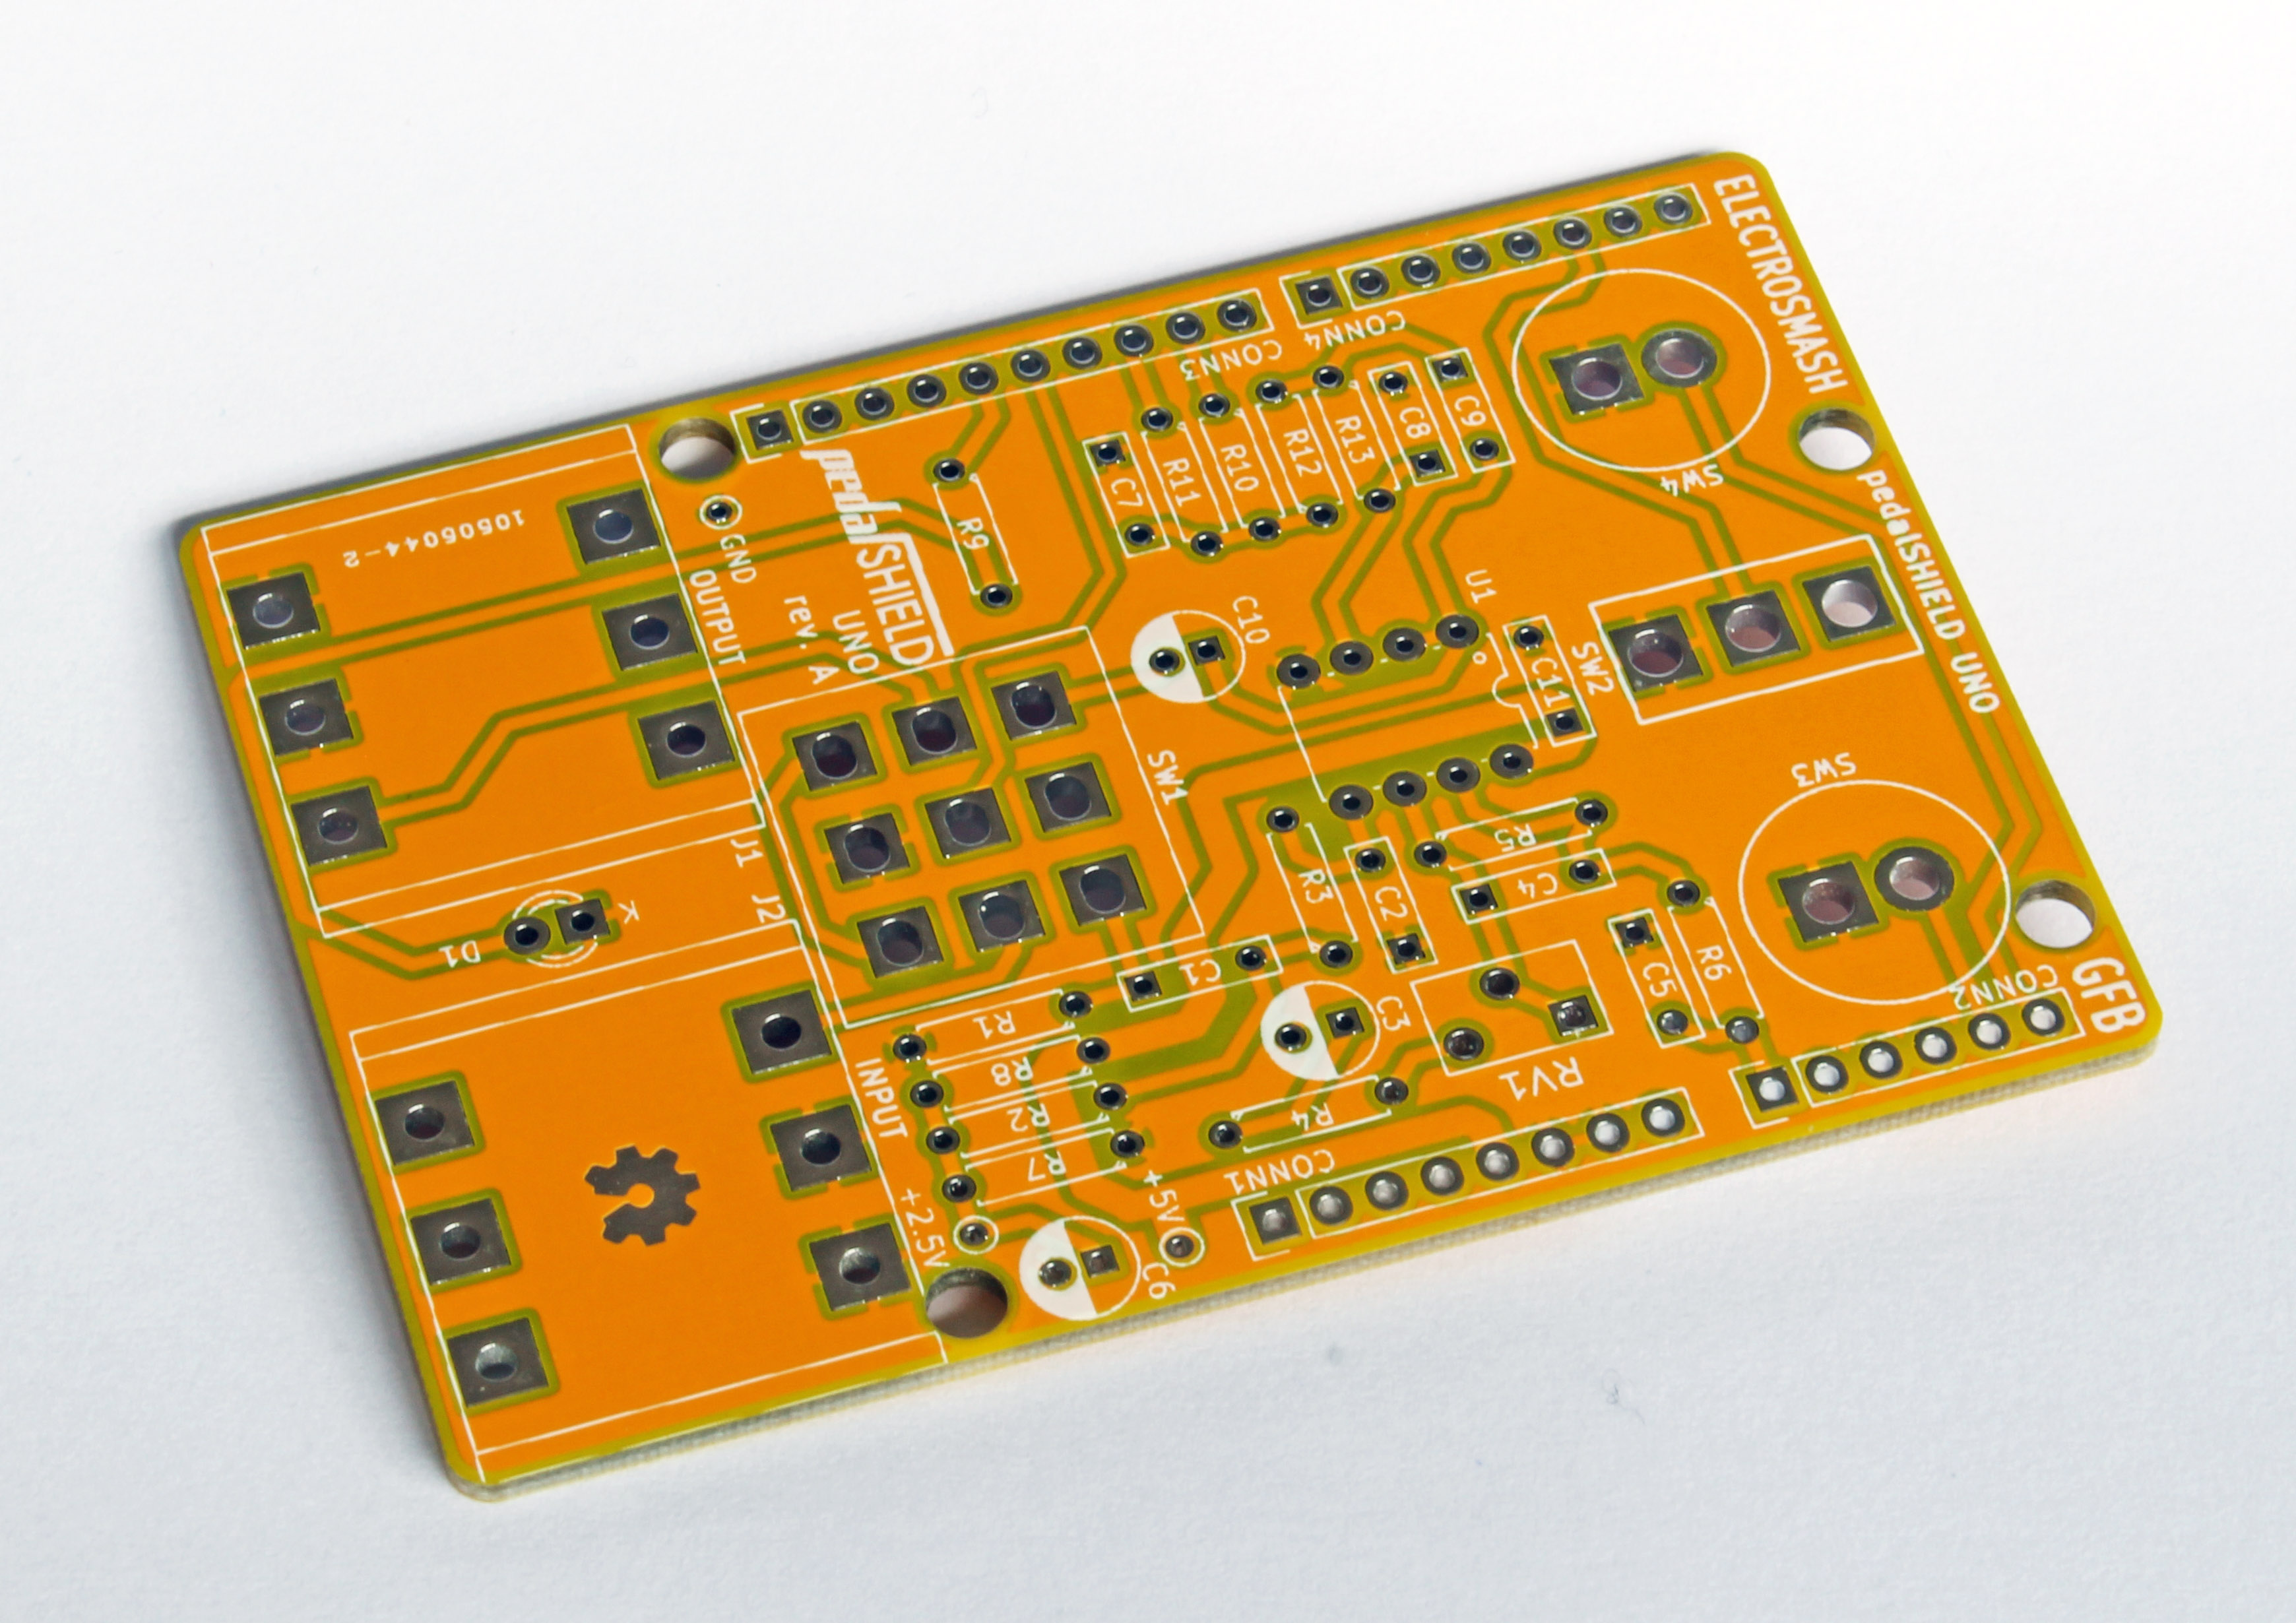 ELECTROSMASH
pedalSHIELD UNO
GFB
CONN4
CONN3
SW4
C9
C8
R13
R12
R10
R11
C7
R9
pedalSHIELD
UNO
rev. A
GND
OUTPUT
10505044-2
C10
U1
C11
SW2
SW1
SW3
J1
J2
D1
K
R3
C2
R5
C4
C5
R6
CONN2
C1
C3
RV1
R1
R8
R2
R7
R4
INPUT
CONN1
+5V
+2.5V
C6